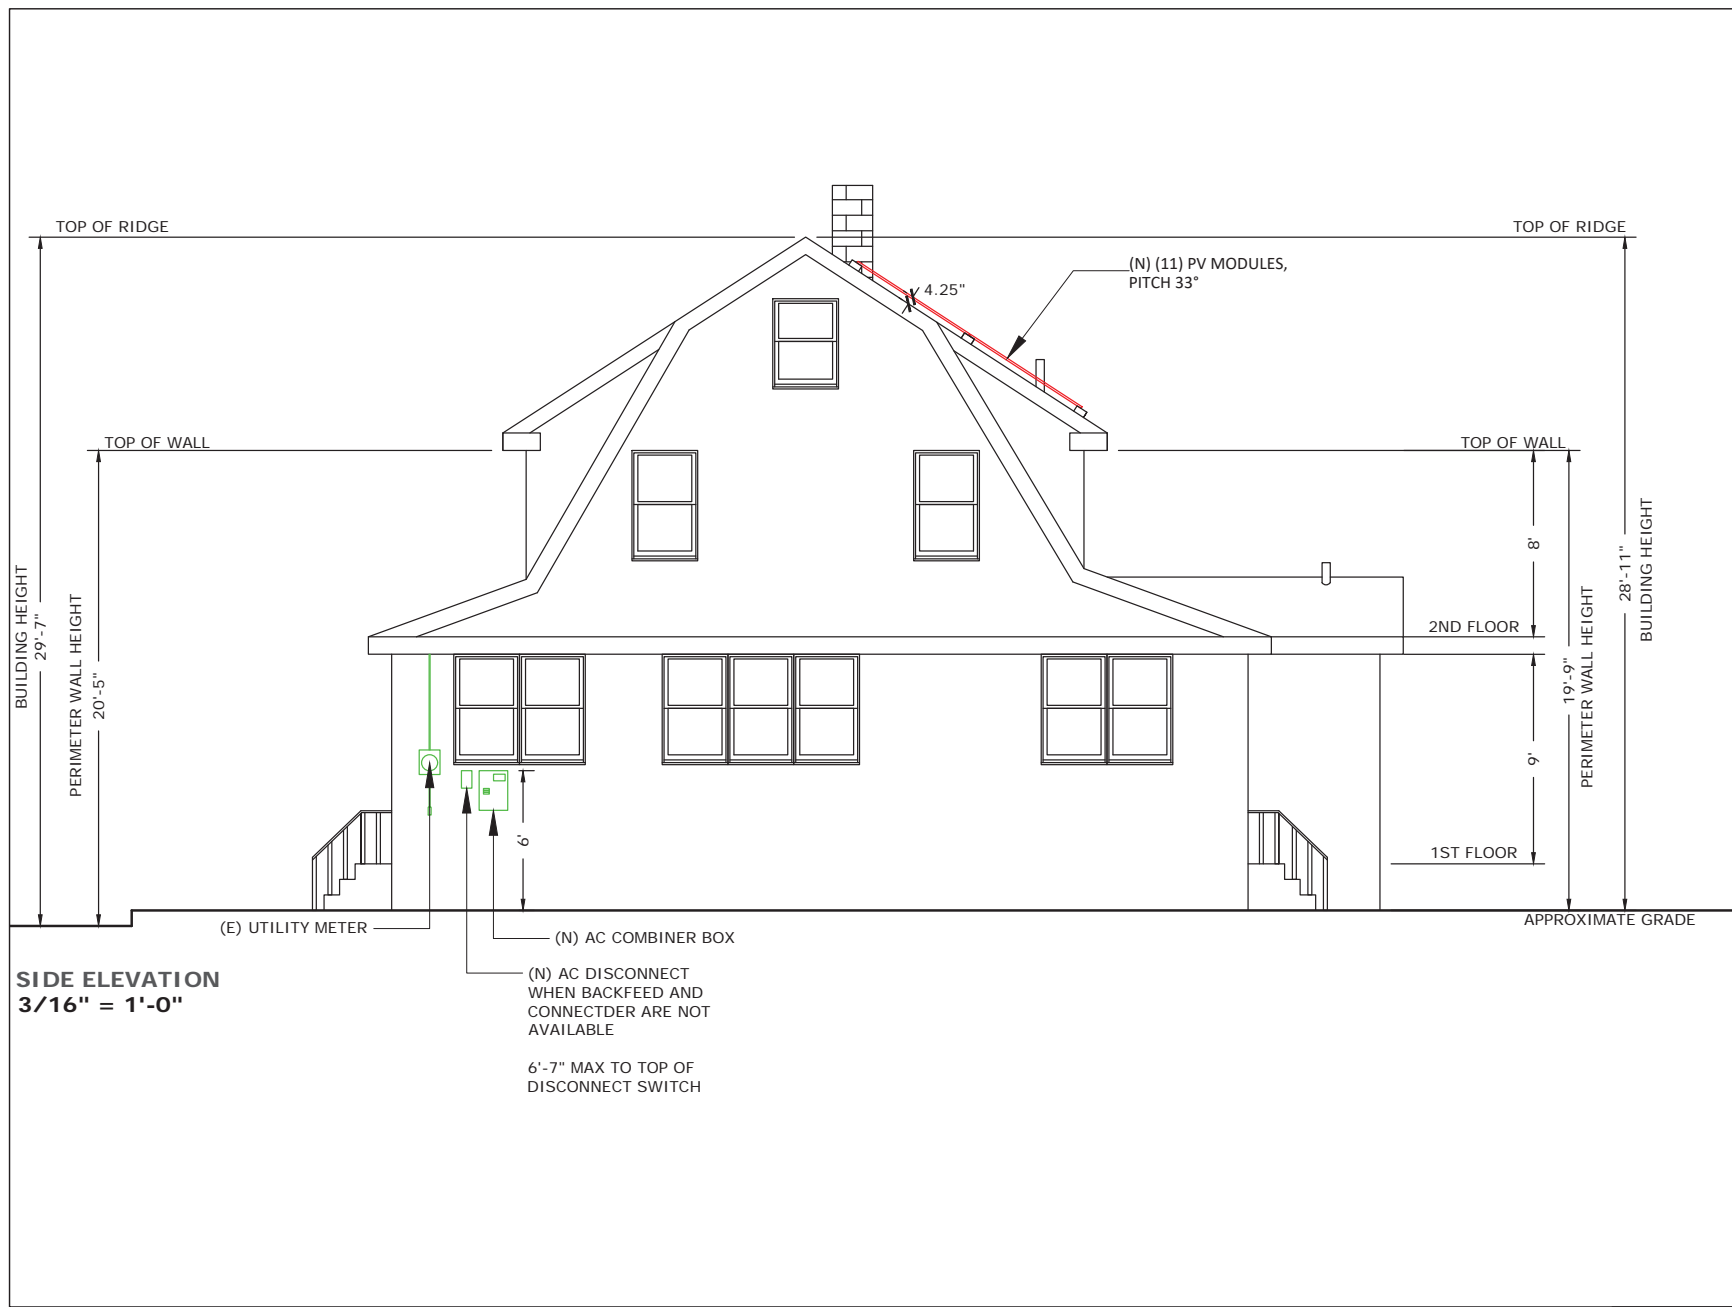 TOP OF RIDGE
TOP OF RIDGE
(N) (11) PV MODULES,
PITCH 33°
4.25"
TOP OF WALL
TOP OF WALL
BUILDING HEIGHT
29'-7"
PERIMETER WALL HEIGHT
20'-5"
8'
2ND FLOOR
9'
1ST FLOOR
19'-9"
PERIMETER WALL HEIGHT
28'-11"
BUILDING HEIGHT
6'
APPROXIMATE GRADE
(E) UTILITY METER
(N) AC COMBINER BOX
(N) AC DISCONNECT
WHEN BACKFEED AND
CONNECTDER ARE NOT
AVAILABLE
6'-7" MAX TO TOP OF
DISCONNECT SWITCH
SIDE ELEVATION
3/16" = 1'-0"